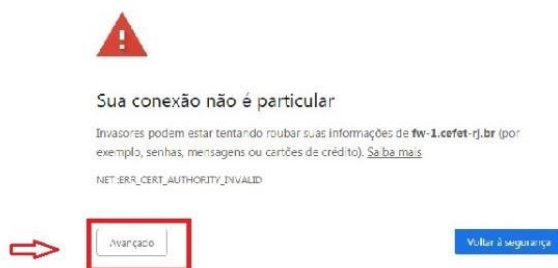 Sua conexão não é particular
Invasores podem estar tentando roubar suas informações de fw-1.cefet-rj.br (por
exemplo, senhas, mensagens ou cartões de crédito). Saiba mais
NET::ERR_CERT_AUTHORITY_INVALID
Avançado
Voltar à segurança